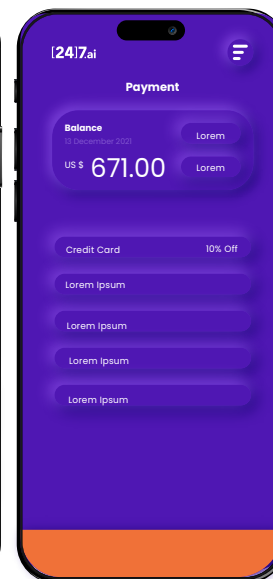 [24]7.ai
Payment
Balance
13 December 2021
US $ 671.00
Lorem
Lorem
Credit Card 10% Off
Lorem Ipsum
Lorem Ipsum
Lorem Ipsum
Lorem Ipsum